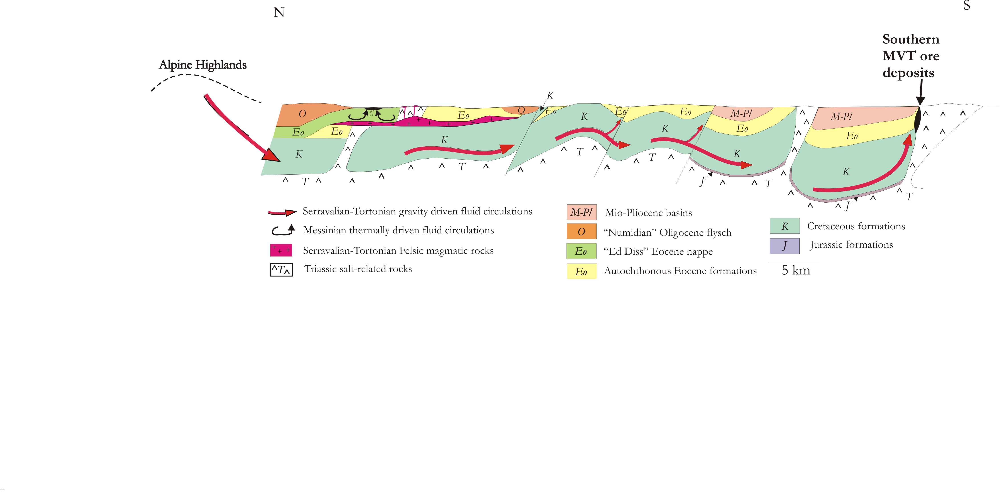 N
S
Southern
MVT ore
deposits
Alpine Highlands
K
O
Eo
Eo
K
T
Eo
K
T
O
Eo
K
T
Eo
K
T
Eo
M-Pl
Eo
K
J
T
M-Pl
Eo
K
J
T
Serravalian-Tortonian gravity driven fluid circulations
Messinian thermally driven fluid circulations
+ + + Serravalian-Tortonian Felsic magmatic rocks
^T^ Triassic salt-related rocks
M-Pl Mio-Pliocene basins
O “Numidian” Oligocene flysch
Eo “Ed Diss” Eocene nappe
Eo Autochthonous Eocene formations
K Cretaceous formations
J Jurassic formations
5 km